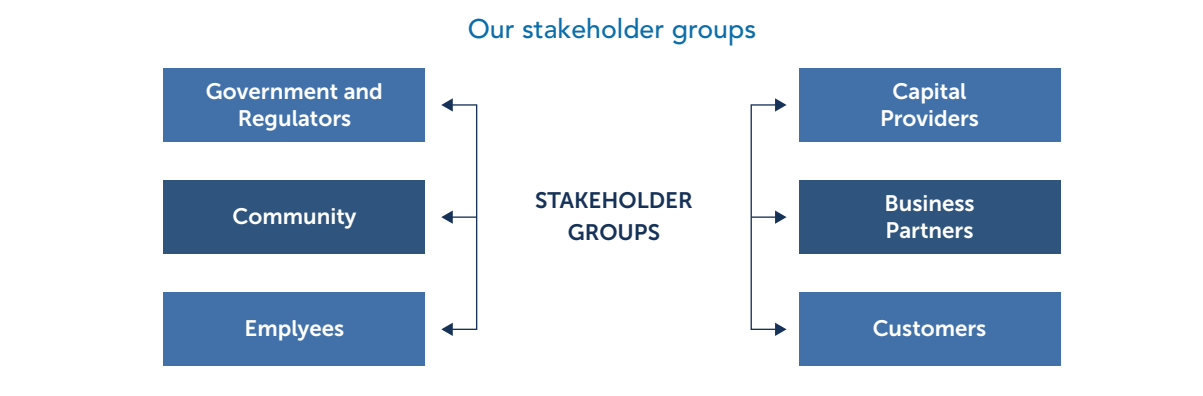 Our stakeholder groups
Government and
Regulators
Community
Emplyees
STAKEHOLDER
GROUPS
Capital
Providers
Business
Partners
Customers